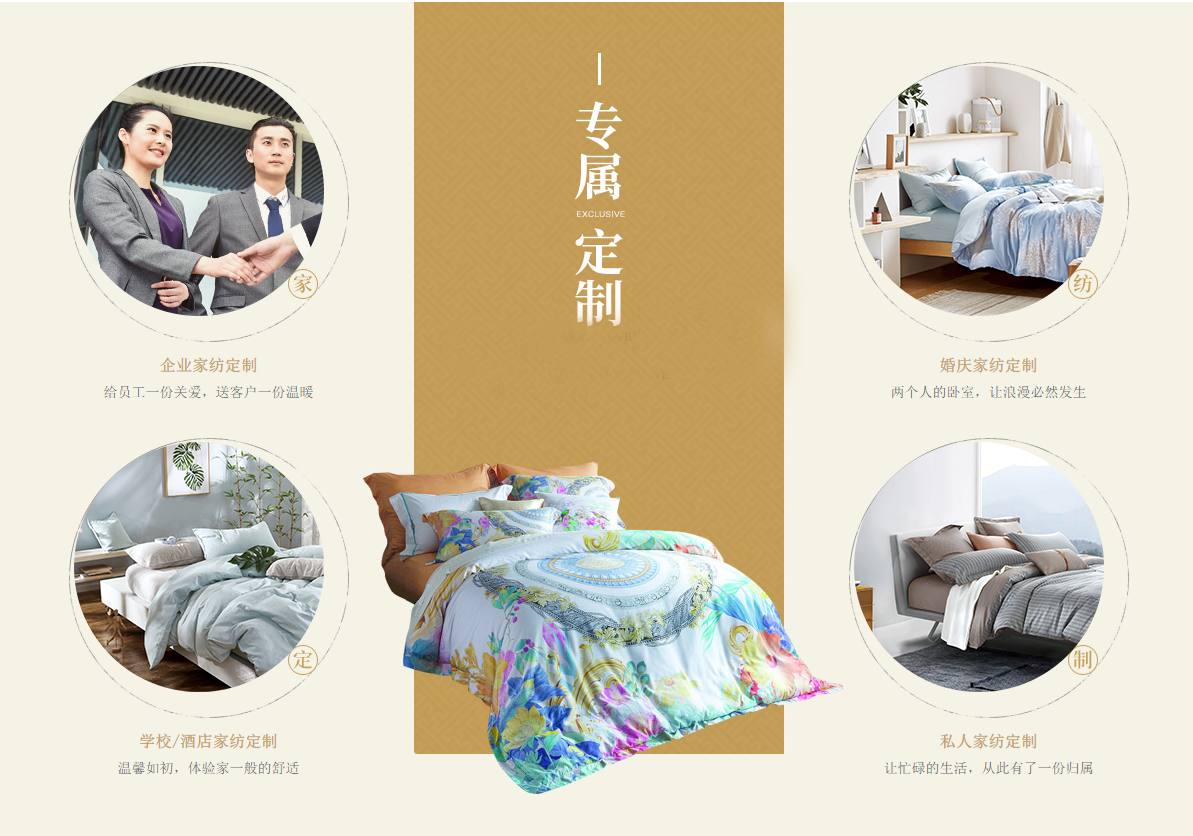 专属
EXCLUSIVE
定制
家
企业家纺定制
给员工一份关爱，送客户一份温暖
纺
婚庆家纺定制
两个人的卧室，让浪漫必然发生
定
学校/酒店家纺定制
温馨如初，体验家一般的舒适
制
私人家纺定制
让忙碌的生活，从此有了一份归属